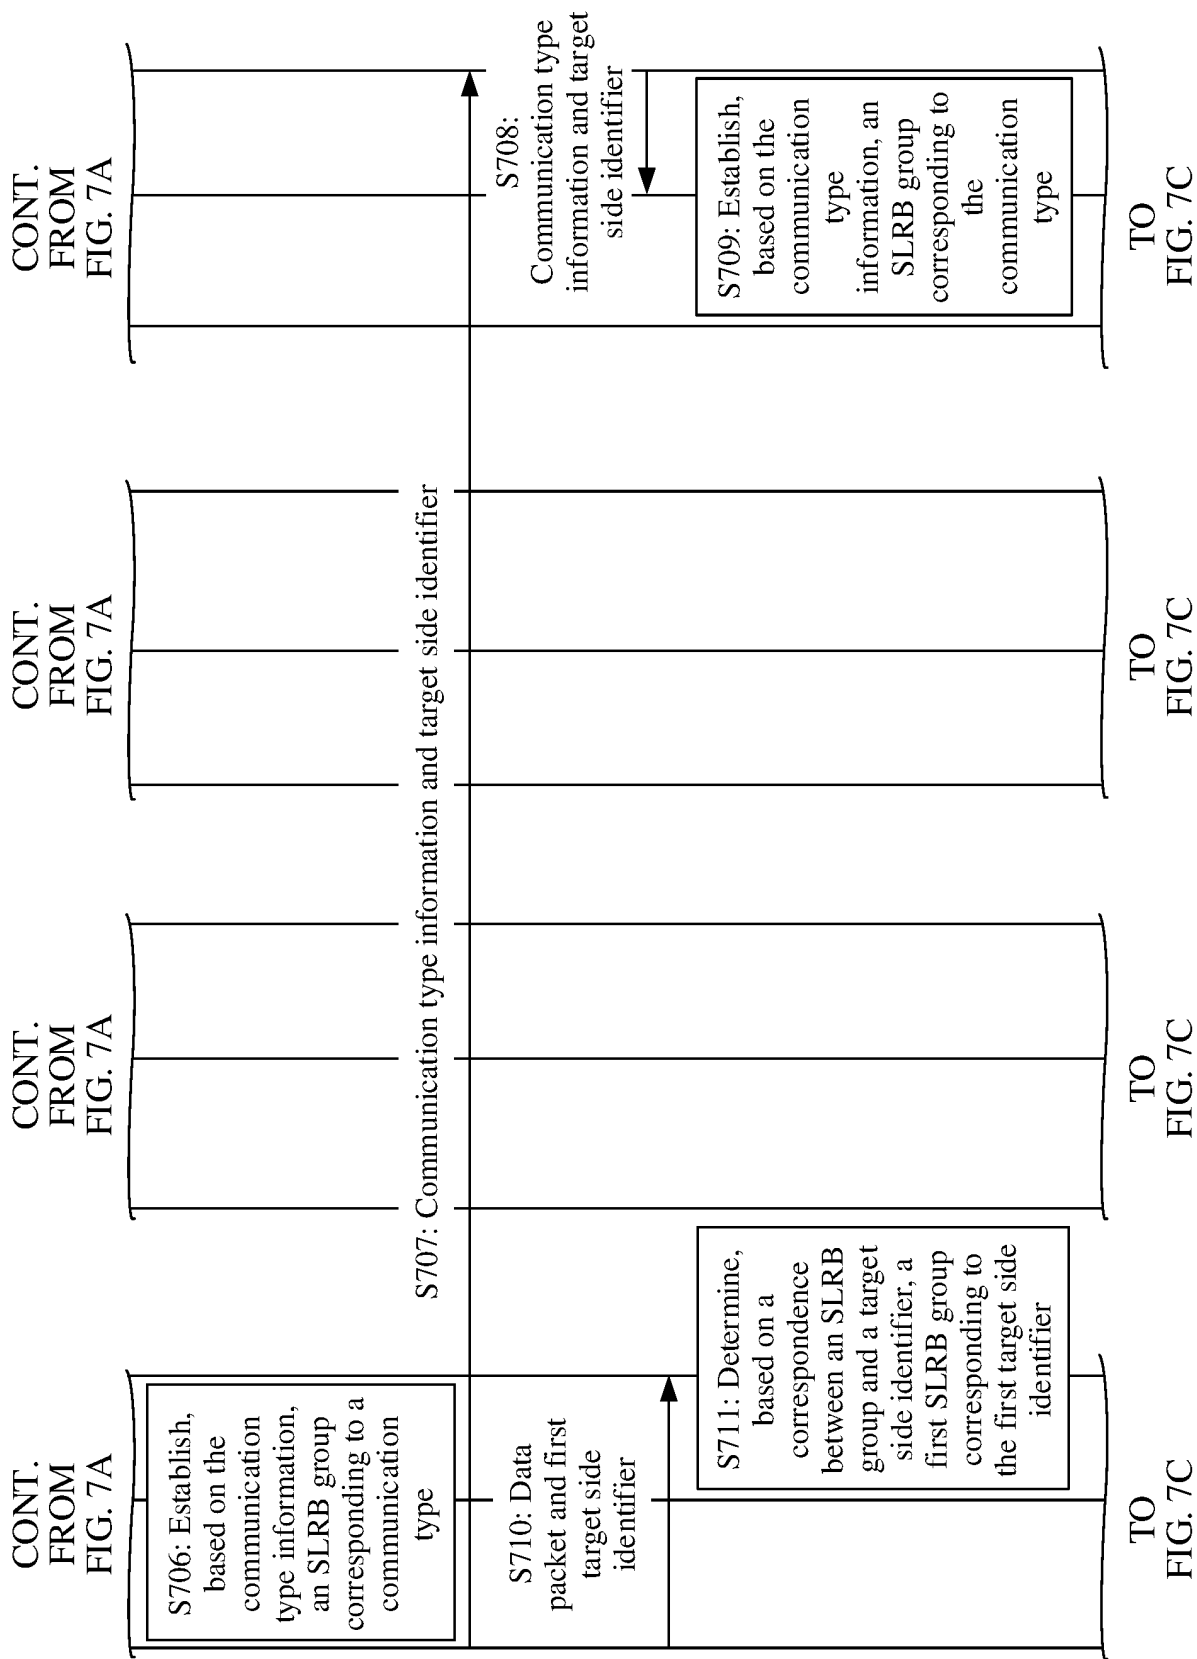 CONT.
FROM
FIG. 7A
CONT.
FROM
FIG. 7A
CONT.
FROM
FIG. 7A
CONT.
FROM
FIG. 7A
S706: Establish,
based on the
communication
type information,
an SLRB group
corresponding to a
communication
type
S707: Communication type information and target side identifier
S708:
Communication type
information and target
side identifier
S709: Establish,
based on the
communication
type
information, an
SLRB group
corresponding to
the
communication
type
S710: Data
packet and first
target side
identifier
S711: Determine,
based on a
correspondence
between an SLRB
group and a target
side identifier, a
first SLRB group
corresponding to
the first target side
identifier
TO
FIG. 7C
TO
FIG. 7C
TO
FIG. 7C
TO
FIG. 7C